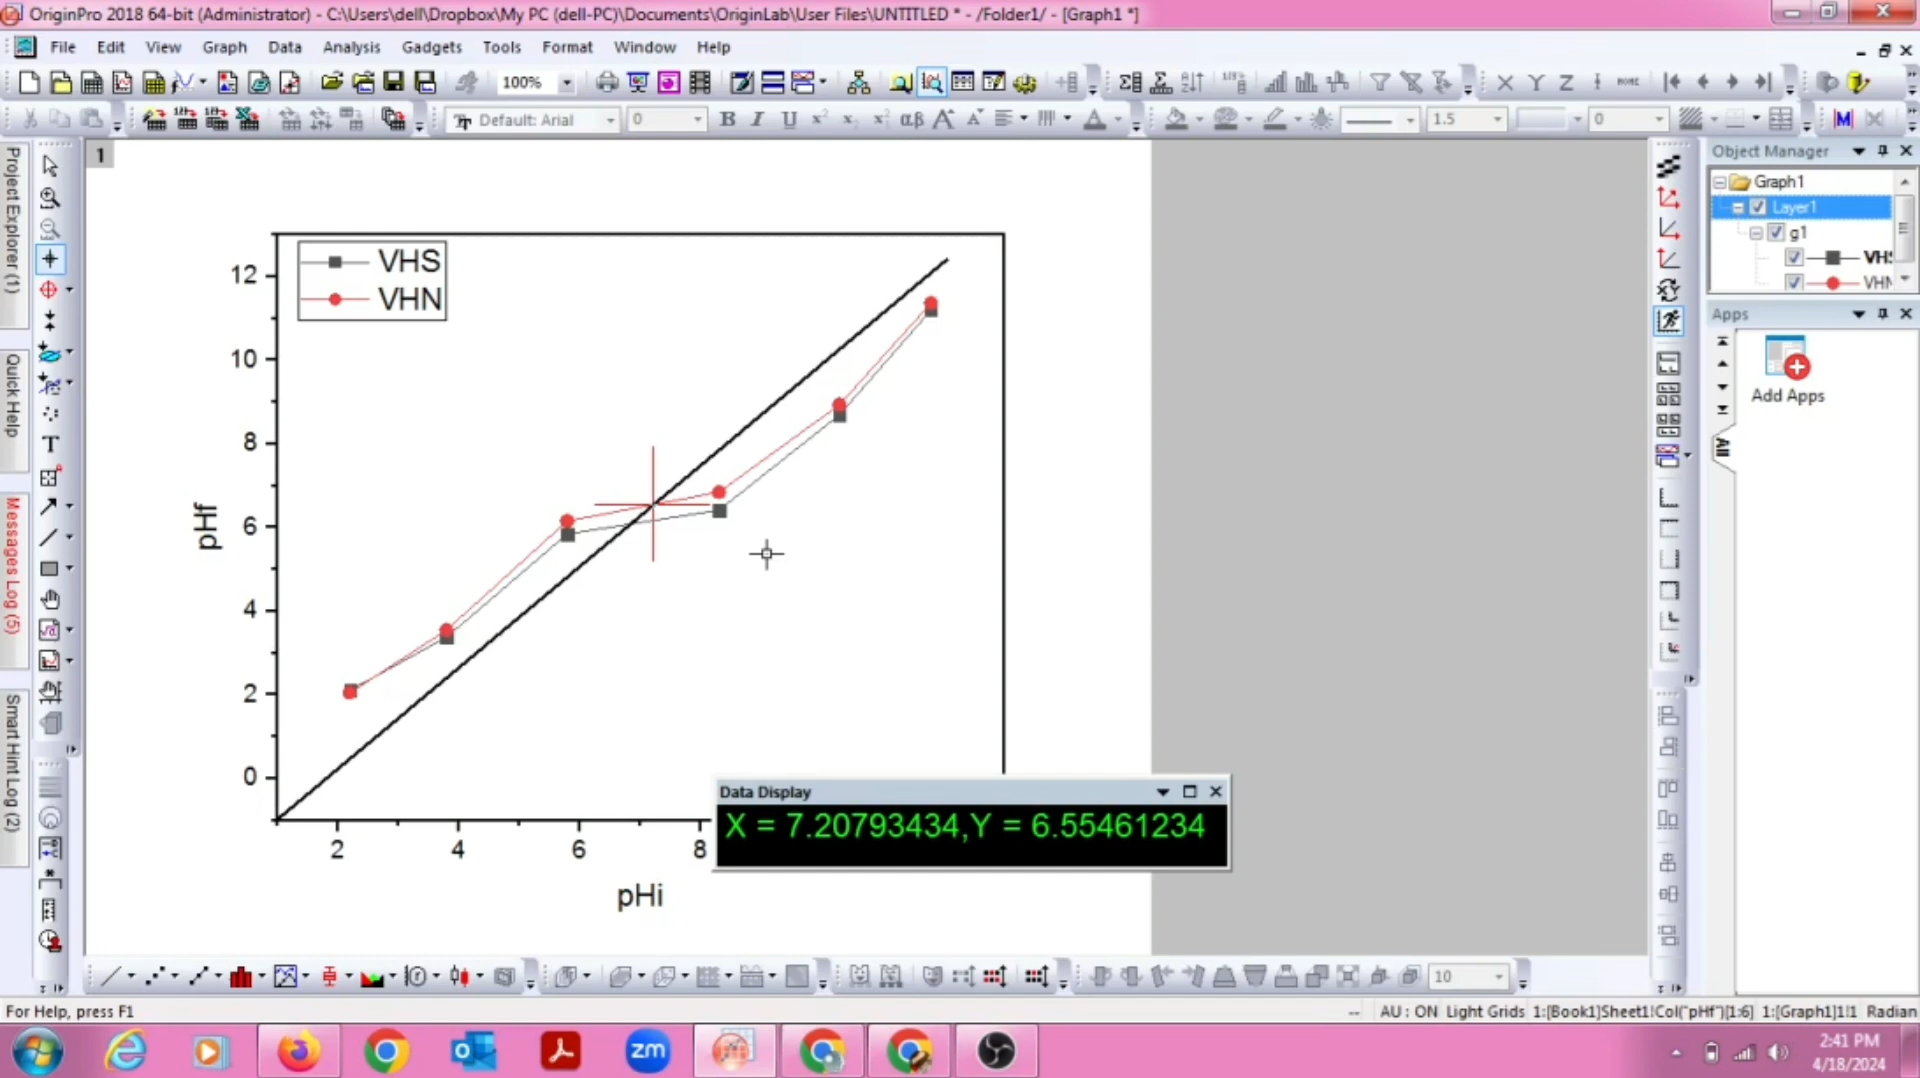 OriginPro 2018 64-bit (Administrator) - C:\Users\dell\Dropbox\My PC (dell-PC)\Documents\OriginLab\User Files\UNTITLED * - /Folder1/ - [Graph1 *]
File Edit View Graph Data Analysis Gadgets Tools Format Window Help
100%
Default: Arial 0 B I U 1.5 0
Project Explorer (1)
Quick Help
Messages Log (5)
Smart Hint Log (2)
1
VHS
VHN
12
10
8
6
4
2
0
pHf
2 4 6 8
pHi
Data Display
X = 7.20793434,Y = 6.55461234
Object Manager
Graph1
Layer1
g1
VHS
VHN
Apps
Add Apps
All
10
For Help, press F1
-- AU : ON Light Grids 1:[Book1]Sheet1!Col("pHf")[1:6] 1:[Graph1]1!1 Radian
zm
2:41 PM
4/18/2024